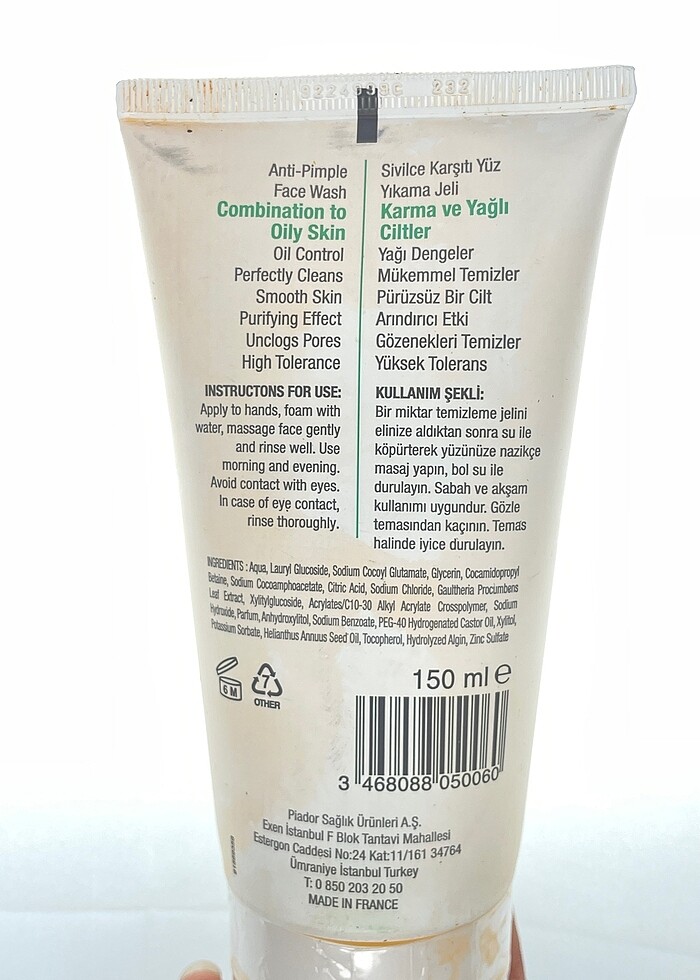 232
Anti-Pimple
Face Wash
Combination to
Oily Skin
Oil Control
Perfectly Cleans
Smooth Skin
Purifying Effect
Unclogs Pores
High Tolerance
INSTRUCTONS FOR USE:
Apply to hands, foam with
water, massage face gently
and rinse well. Use
morning and evening.
Avoid contact with eyes.
In case of eye contact,
rinse thoroughly.
Sivilce Karşıtı Yüz
Yıkama Jeli
Karma ve Yağlı
Ciltler
Yağı Dengeler
Mükemmel Temizler
Pürüzsüz Bir Cilt
Arındırıcı Etki
Gözenekleri Temizler
Yüksek Tolerans
KULLANIM ŞEKLİ:
Bir miktar temizleme jelini
elinize aldıktan sonra su ile
köpürterek yüzünüze nazikçe
masaj yapın, bol su ile
durulayın. Sabah ve akşam
kullanımı uygundur. Gözle
temasından kaçının. Temas
halinde iyice durulayın.
INGREDIENTS : Aqua, Lauryl Glucoside, Sodium Cocoyl Glutamate, Glycerin, Cocamidopropyl
Betaine, Sodium Cocoamphoacetate, Citric Acid, Sodium Chloride, Gaultheria Procumbens
Leaf Extract, Xylitylglucoside, Acrylates/C10-30 Alkyl Acrylate Crosspolymer, Sodium
Hydroxide, Parfum, Anhydroxylitol, Sodium Benzoate, PEG-40 Hydrogenated Castor Oil, Xylitol,
Potassium Sorbate, Helianthus Annuus Seed Oil, Tocopherol, Hydrolyzed Algin, Zinc Sulfate
6 M
7
OTHER
150 ml e
3 468088 050060
Piador Sağlık Ürünleri A.Ş.
Exen İstanbul F Blok Tantavi Mahallesi
Estergon Caddesi No:24 Kat:11/161 34764
Ümraniye İstanbul Turkey
T: 0 850 203 20 50
MADE IN FRANCE